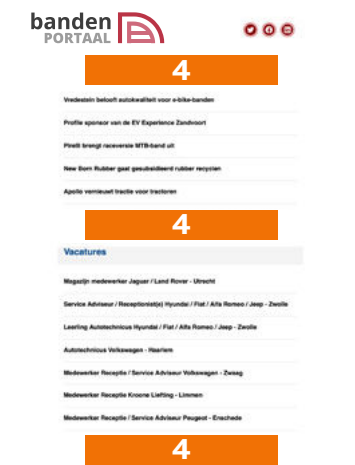 banden
PORTAAL
4
Vredestein belooft autokwaliteit voor e-bike-banden
Profile sponsor van de EV Experience Zandvoort
Pirelli brengt raceversie MTB-band uit
New Born Rubber gaat gesubsidieerd rubber recyclen
Apollo vernieuwt tractie voor tractoren
4
Vacatures
Magazijn medewerker Jaguar / Land Rover - Utrecht
Service Adviseur / Receptionist(e) Hyundai / Fiat / Alfa Romeo / Jeep - Zwolle
Leerling Autotechnicus Hyundai / Fiat / Alfa Romeo / Jeep - Zwolle
Autotechnicus Volkswagen - Haarlem
Medewerker Receptie / Service Adviseur Volkswagen - Zwaag
Medewerker Receptie Kroone Liefting - Limmen
Medewerker Receptie / Service Adviseur Peugeot - Enschede
4